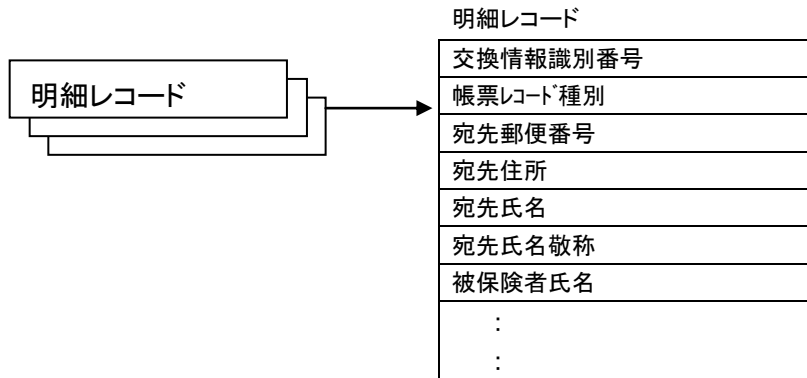 明細レコード
明細レコード
交換情報識別番号
帳票ﾚｺｰﾄﾞ種別
宛先郵便番号
宛先住所
宛先氏名
宛先氏名敬称
被保険者氏名
:
: